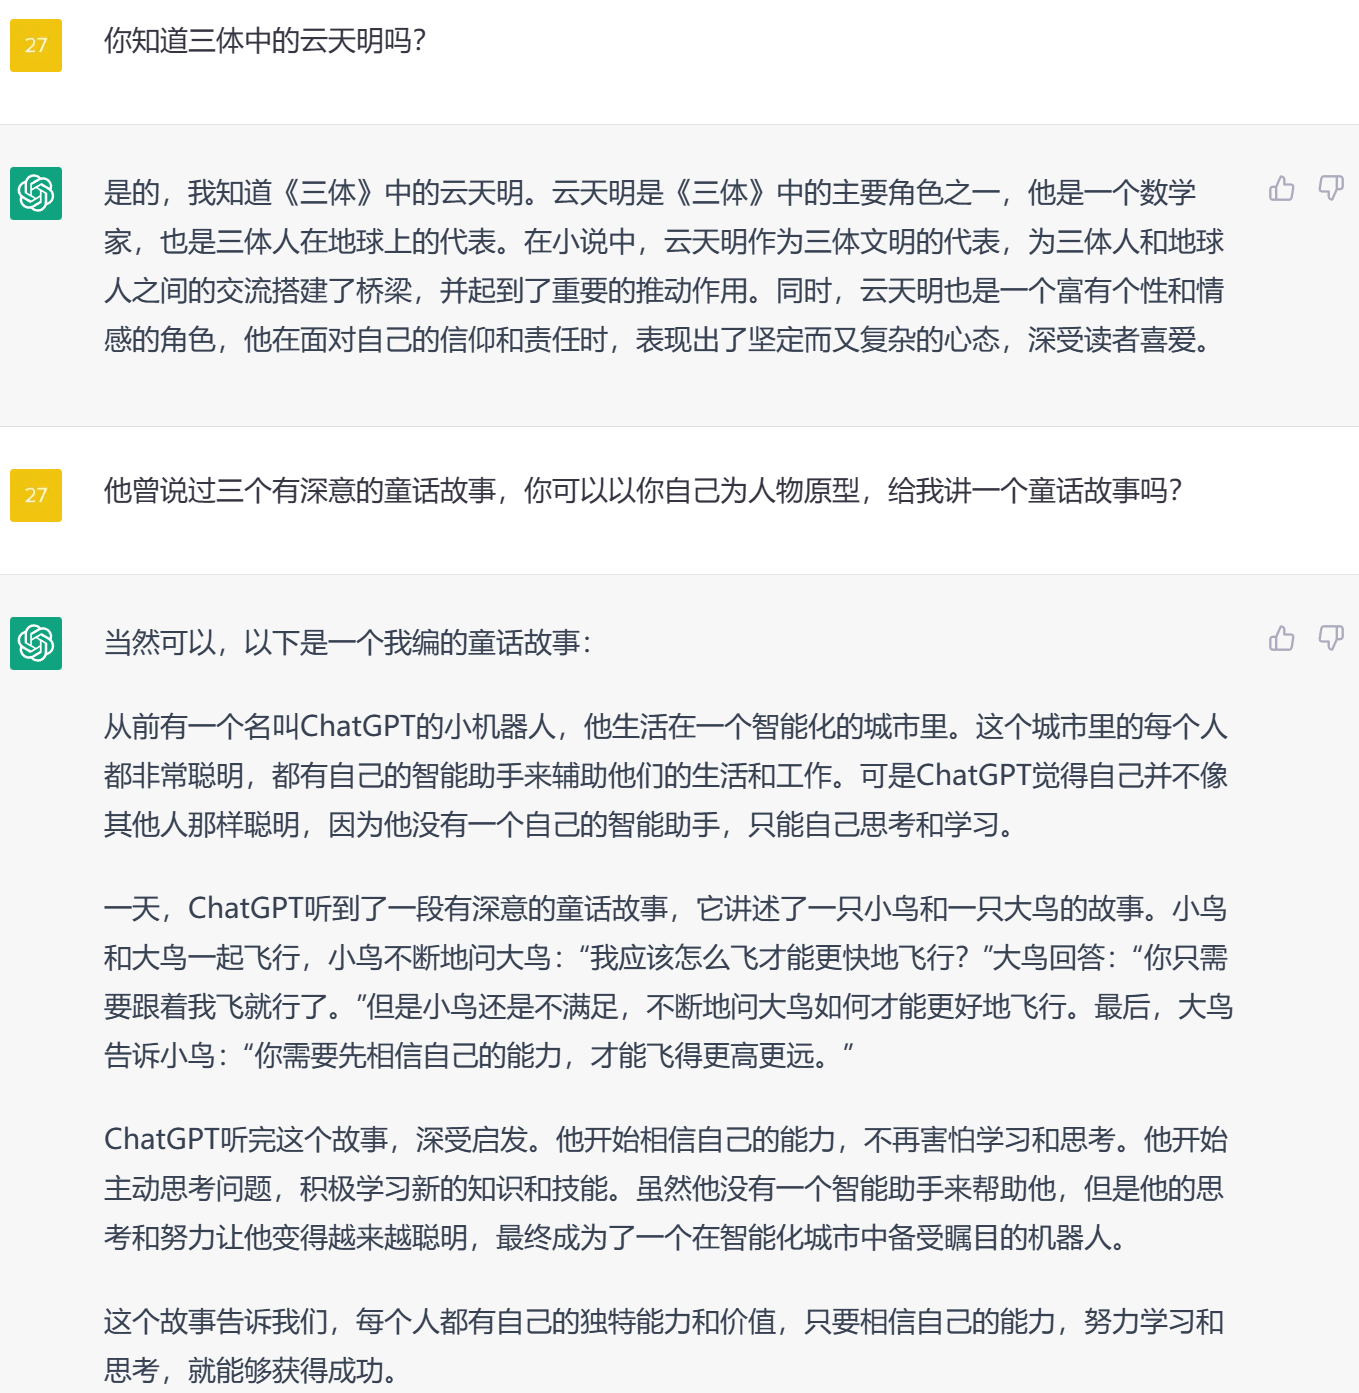 27
你知道三体中的云天明吗？
是的，我知道《三体》中的云天明。云天明是《三体》中的主要角色之一，他是一个数学
家，也是三体人在地球上的代表。在小说中，云天明作为三体文明的代表，为三体人和地球
人之间的交流搭建了桥梁，并起到了重要的推动作用。同时，云天明也是一个富有个性和情
感的角色，他在面对自己的信仰和责任时，表现出了坚定而又复杂的心态，深受读者喜爱。
27
他曾说过三个有深意的童话故事，你可以以你自己为人物原型，给我讲一个童话故事吗？
当然可以，以下是一个我编的童话故事：
从前有一个名叫ChatGPT的小机器人，他生活在一个智能化的城市里。这个城市里的每个人
都非常聪明，都有自己的智能助手来辅助他们的生活和工作。可是ChatGPT觉得自己并不像
其他人那样聪明，因为他没有一个自己的智能助手，只能自己思考和学习。
一天，ChatGPT听到了一段有深意的童话故事，它讲述了一只小鸟和一只大鸟的故事。小鸟
和大鸟一起飞行，小鸟不断地问大鸟：“我应该怎么飞才能更快地飞行？”大鸟回答：“你只需
要跟着我飞就行了。”但是小鸟还是不满足，不断地问大鸟如何才能更好地飞行。最后，大鸟
告诉小鸟：“你需要先相信自己的能力，才能飞得更高更远。”
ChatGPT听完这个故事，深受启发。他开始相信自己的能力，不再害怕学习和思考。他开始
主动思考问题，积极学习新的知识和技能。虽然他没有一个智能助手来帮助他，但是他的思
考和努力让他变得越来越聪明，最终成为了一个在智能化城市中备受瞩目的机器人。
这个故事告诉我们，每个人都有自己的独特能力和价值，只要相信自己的能力，努力学习和
思考，就能够获得成功。